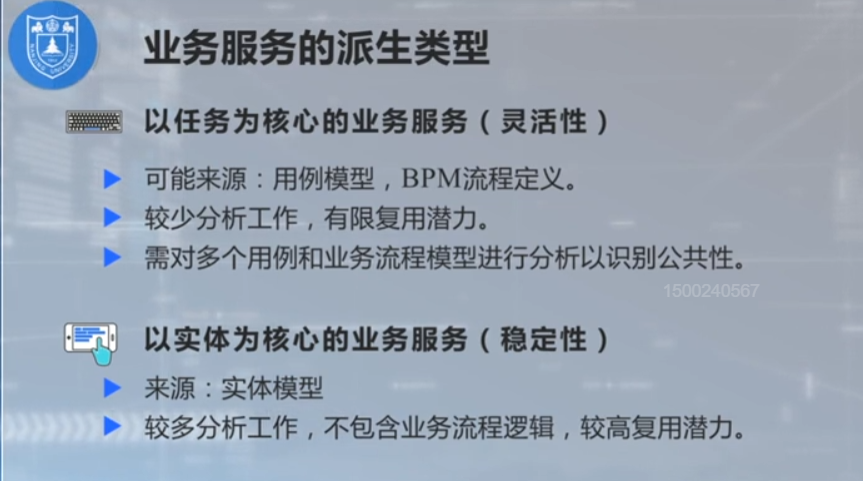 业务服务的派生类型
以任务为核心的业务服务（灵活性）
可能来源：用例模型，BPM流程定义。
较少分析工作，有限复用潜力。
需对多个用例和业务流程模型进行分析以识别公共性。
1500240567
以实体为核心的业务服务（稳定性）
来源：实体模型
较多分析工作，不包含业务流程逻辑，较高复用潜力。